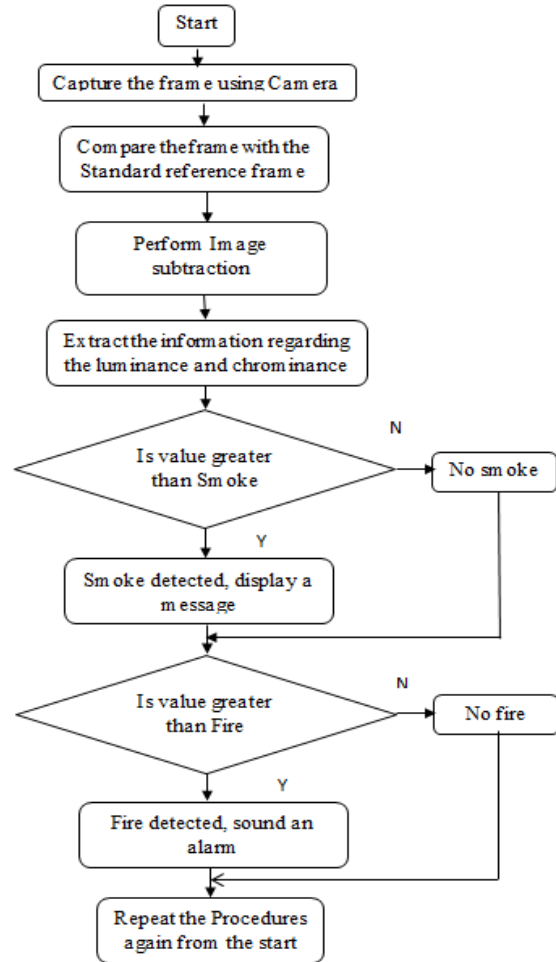 Start
Capture the frame using Camera
Compare the frame with the
Standard reference frame
Perform Image
subtraction
Extract the information regarding
the luminance and chrominance
N
Is value greater
than Smoke
No smoke
Y
Smoke detected, display a
message
N
Is value greater
than Fire
No fire
Y
Fire detected, sound an
alarm
Repeat the Procedures
again from the start